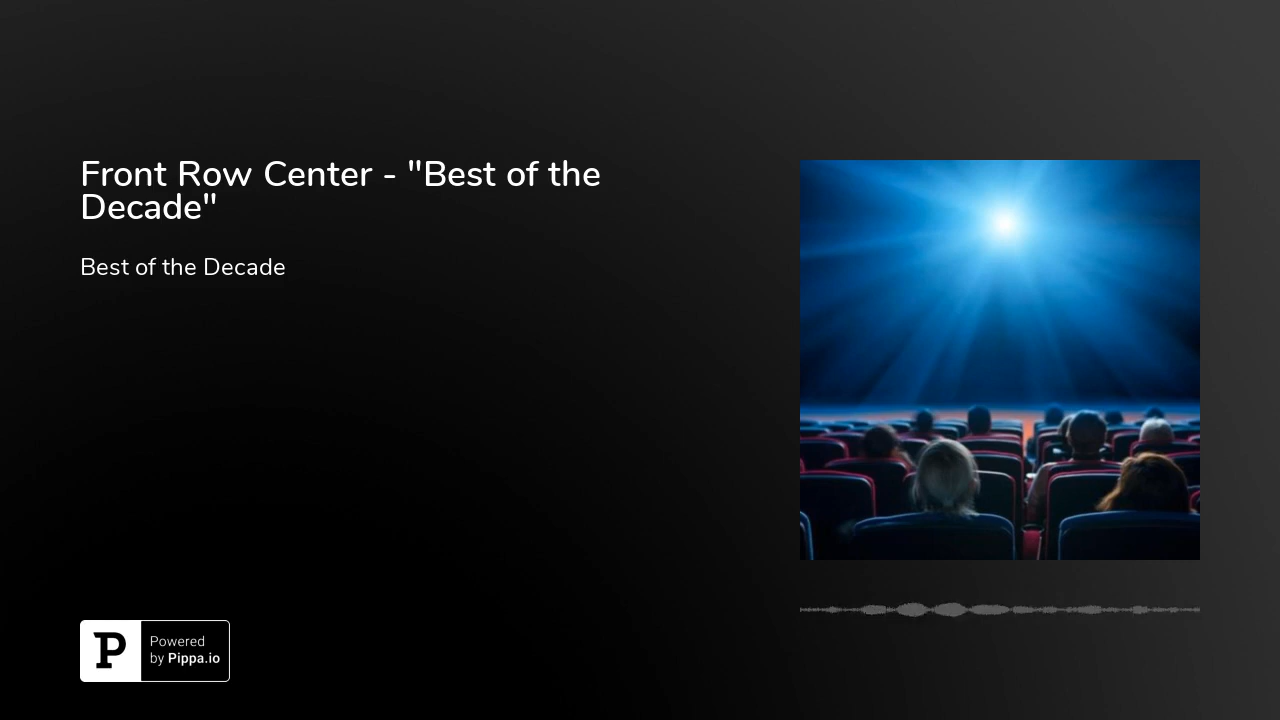 Front Row Center - "Best of the
Decade"
Best of the Decade
P
Powered
by Pippa.io